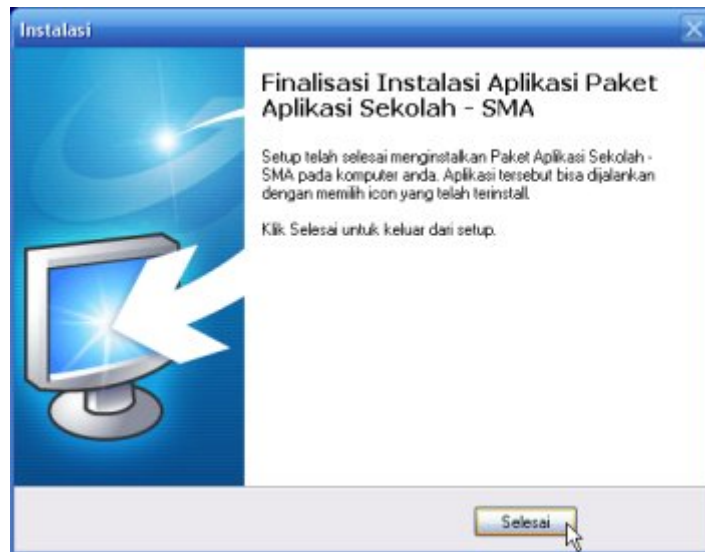 Instalasi
Finalisasi Instalasi Aplikasi Paket
Aplikasi Sekolah - SMA
Setup telah selesai menginstalkan Paket Aplikasi Sekolah -
SMA pada komputer anda. Aplikasi tersebut bisa dijalankan
dengan memilih icon yang telah terinstall.
Klik Selesai untuk keluar dari setup.
Selesai